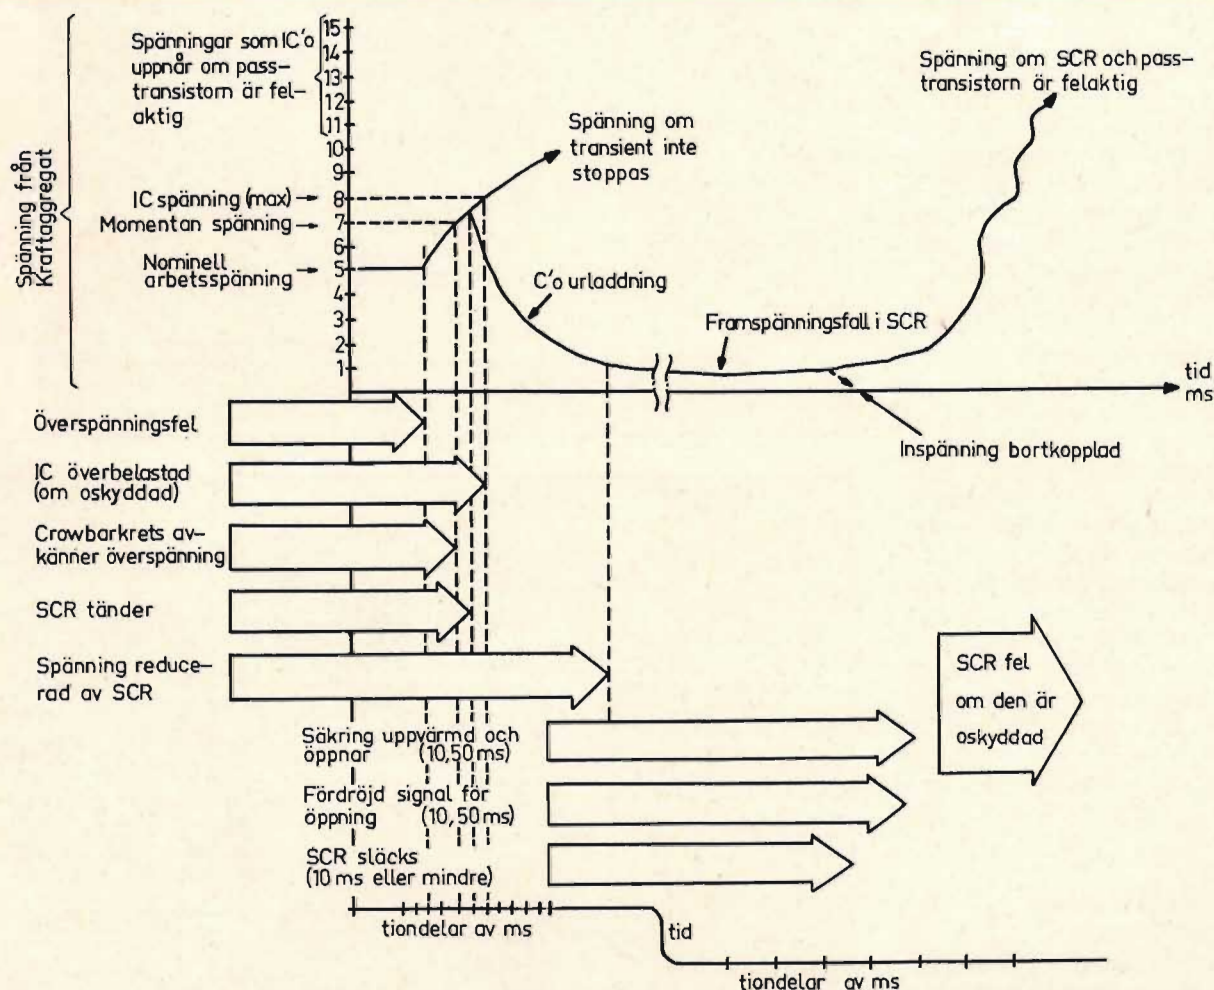 Spänning från
Kraftaggregat
Spänningar som IC'o
uppnår om pass-
transistorn är fel-
aktig
15
14
13
12
11
10
9
8
7
6
5
4
3
2
1
IC spänning (max)
Momentan spänning
Nominell
arbetsspänning
Spänning om
transient inte
stoppas
C'o urladdning
Framspänningsfall i SCR
Spänning om SCR och pass-
transistorn är felaktig
tid
ms
Inspänning bortkopplad
Överspänningsfel
IC överbelastad
(om oskyddad)
Crowbarkrets av-
känner överspänning
SCR tänder
Spänning reduce-
rad av SCR
Säkring uppvärmd och
öppnar (10,50 ms)
Fördröjd signal för
öppning (10,50 ms)
SCR släcks
(10 ms eller mindre)
SCR fel
om den är
oskyddad
tiondelar av ms
tid
tiondelar av ms